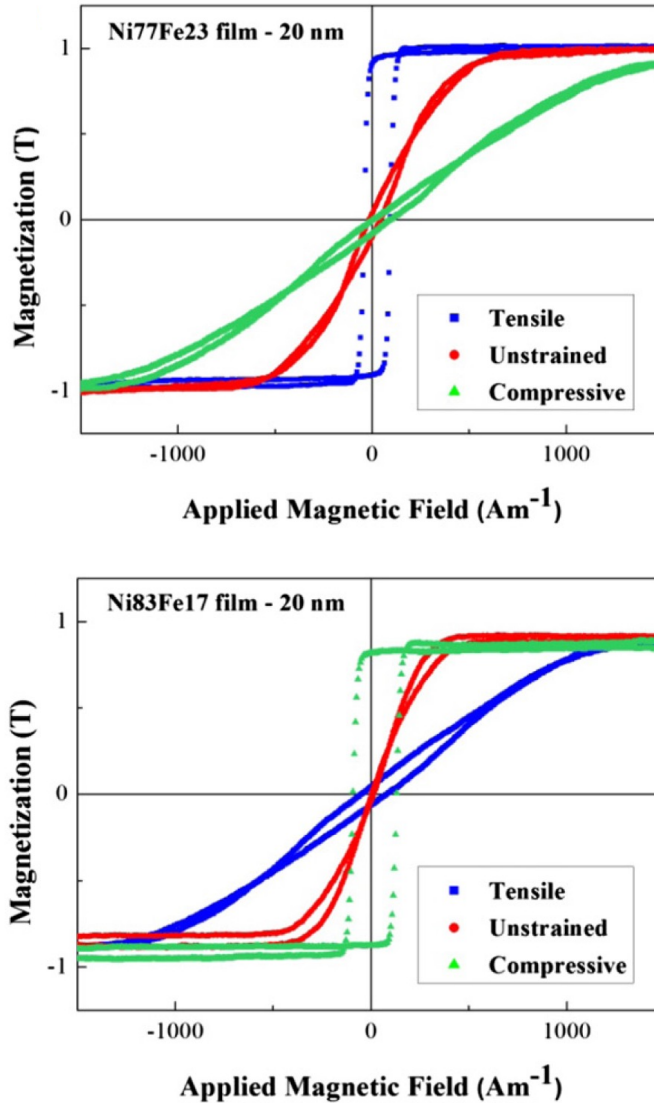 Ni77Fe23 film - 20 nm
1
0
-1
Magnetization (T)
Tensile
Unstrained
Compressive
-1000 0 1000
Applied Magnetic Field (Am⁻¹)
Ni83Fe17 film - 20 nm
1
0
-1
Magnetization (T)
Tensile
Unstrained
Compressive
-1000 0 1000
Applied Magnetic Field (Am⁻¹)